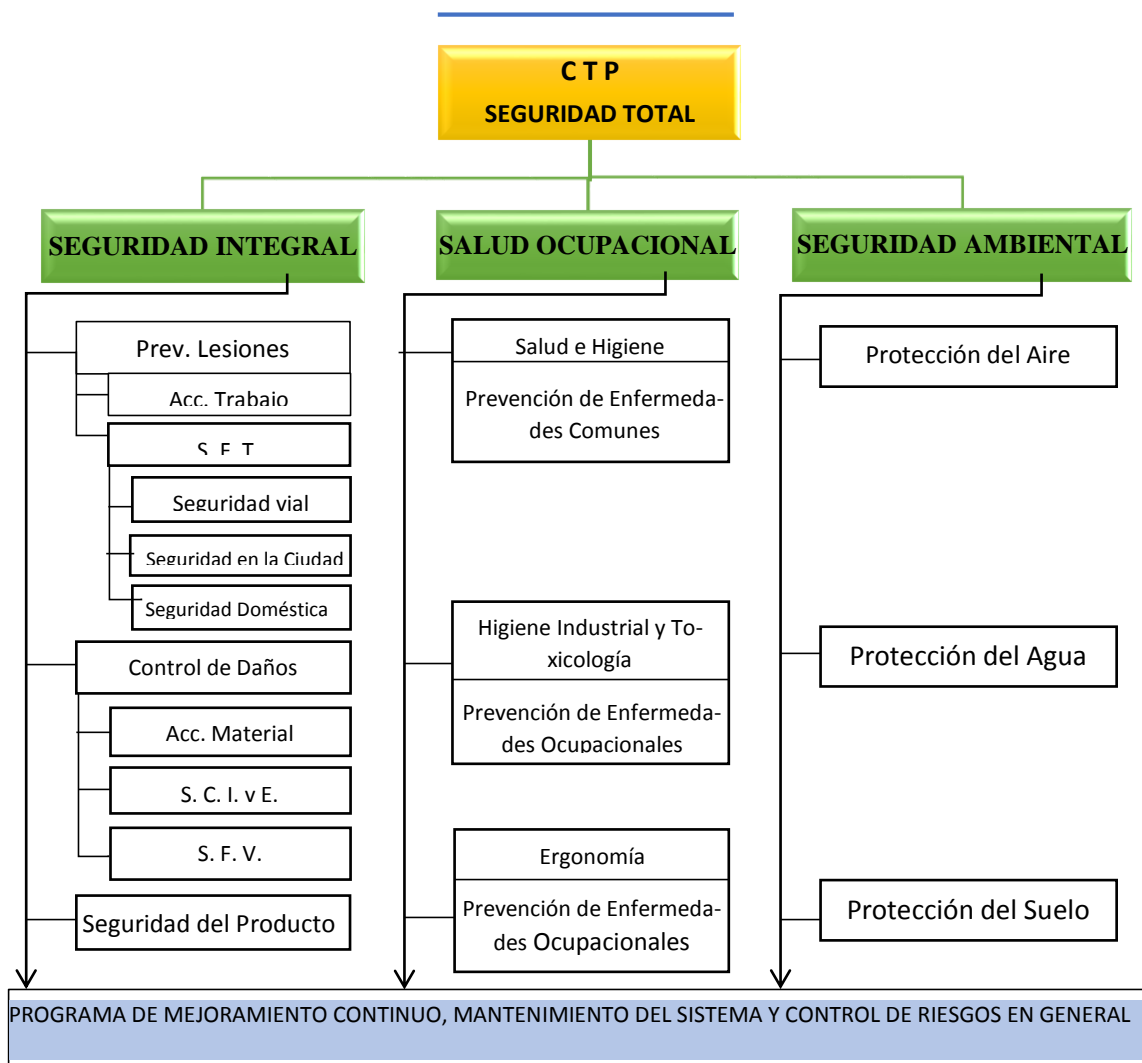 C T P
SEGURIDAD TOTAL
SEGURIDAD INTEGRAL
Prev. Lesiones
Acc. Trabajo
S. E. T.
Seguridad vial
Seguridad en la Ciudad
Seguridad Doméstica
Control de Daños
Acc. Material
S. C. I. y E.
S. F. V.
Seguridad del Producto
SALUD OCUPACIONAL
Salud e Higiene
Prevención de Enfermeda-
des Comunes
Higiene Industrial y To-
xicología
Prevención de Enfermeda-
des Ocupacionales
Ergonomía
Prevención de Enfermeda-
des Ocupacionales
SEGURIDAD AMBIENTAL
Protección del Aire
Protección del Agua
Protección del Suelo
PROGRAMA DE MEJORAMIENTO CONTINUO, MANTENIMIENTO DEL SISTEMA Y CONTROL DE RIESGOS EN GENERAL